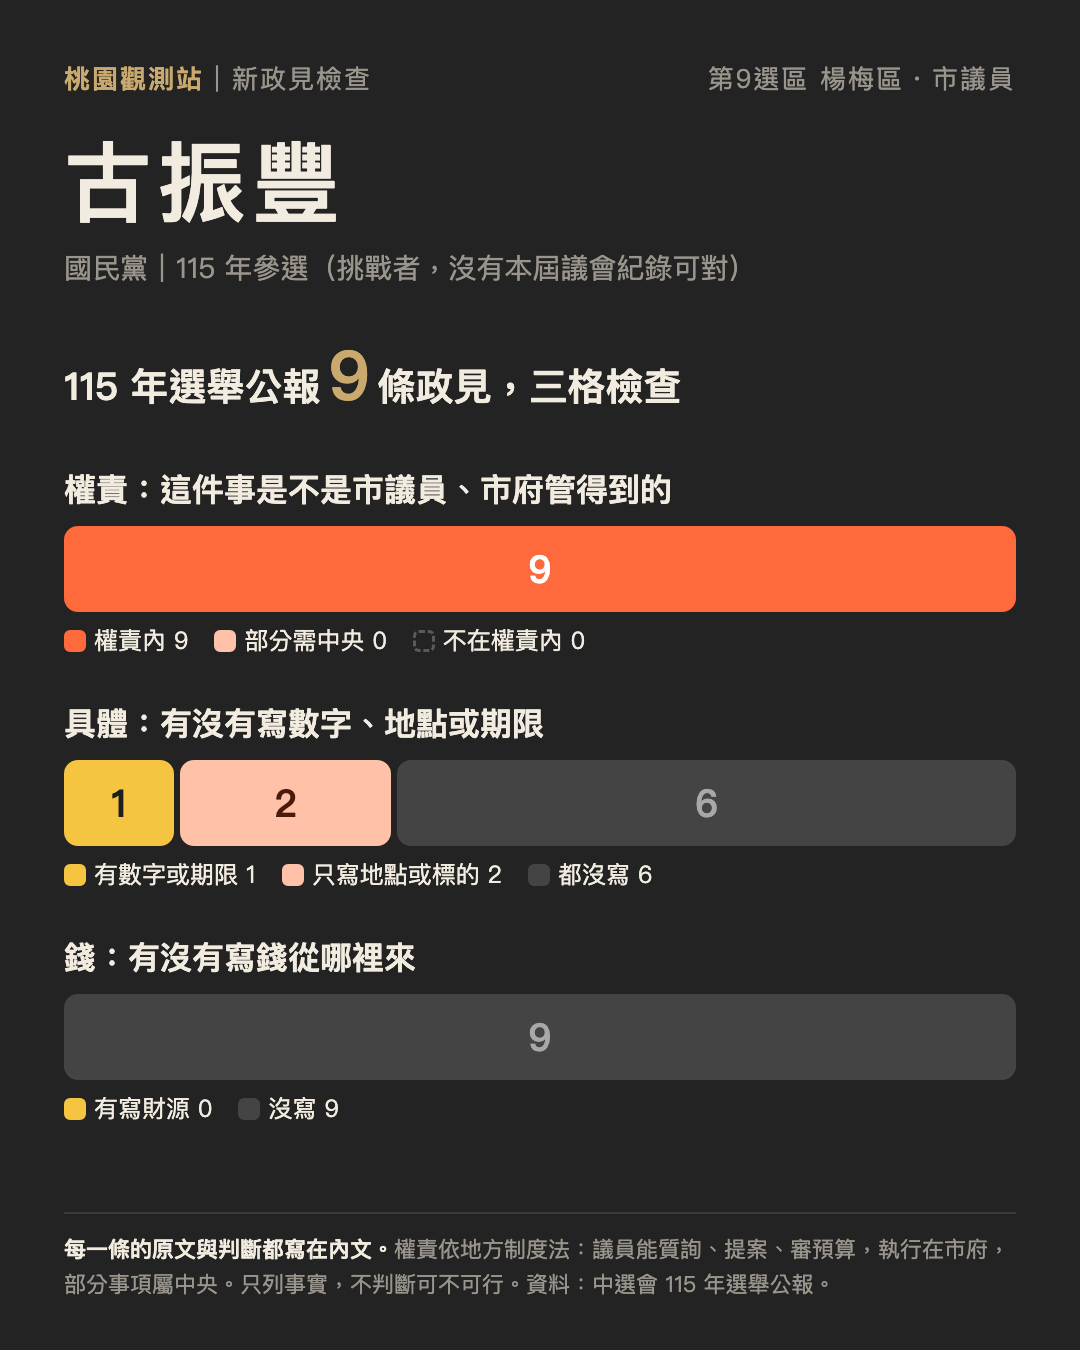 桃園觀測站｜新政見檢查
第9選區 楊梅區・市議員
古振豐
國民黨｜115 年參選（挑戰者，沒有本屆議會紀錄可對）
115 年選舉公報 9 條政見，三格檢查
權責：這件事是不是市議員、市府管得到的
9
權責內 9 部分需中央 0 不在權責內 0
具體：有沒有寫數字、地點或期限
1 2 6
有數字或期限 1 只寫地點或標的 2 都沒寫 6
錢：有沒有寫錢從哪裡來
9
有寫財源 0 沒寫 9
每一條的原文與判斷都寫在內文。權責依地方制度法：議員能質詢、提案、審預算，執行在市府，
部分事項屬中央。只列事實，不判斷可不可行。資料：中選會 115 年選舉公報。